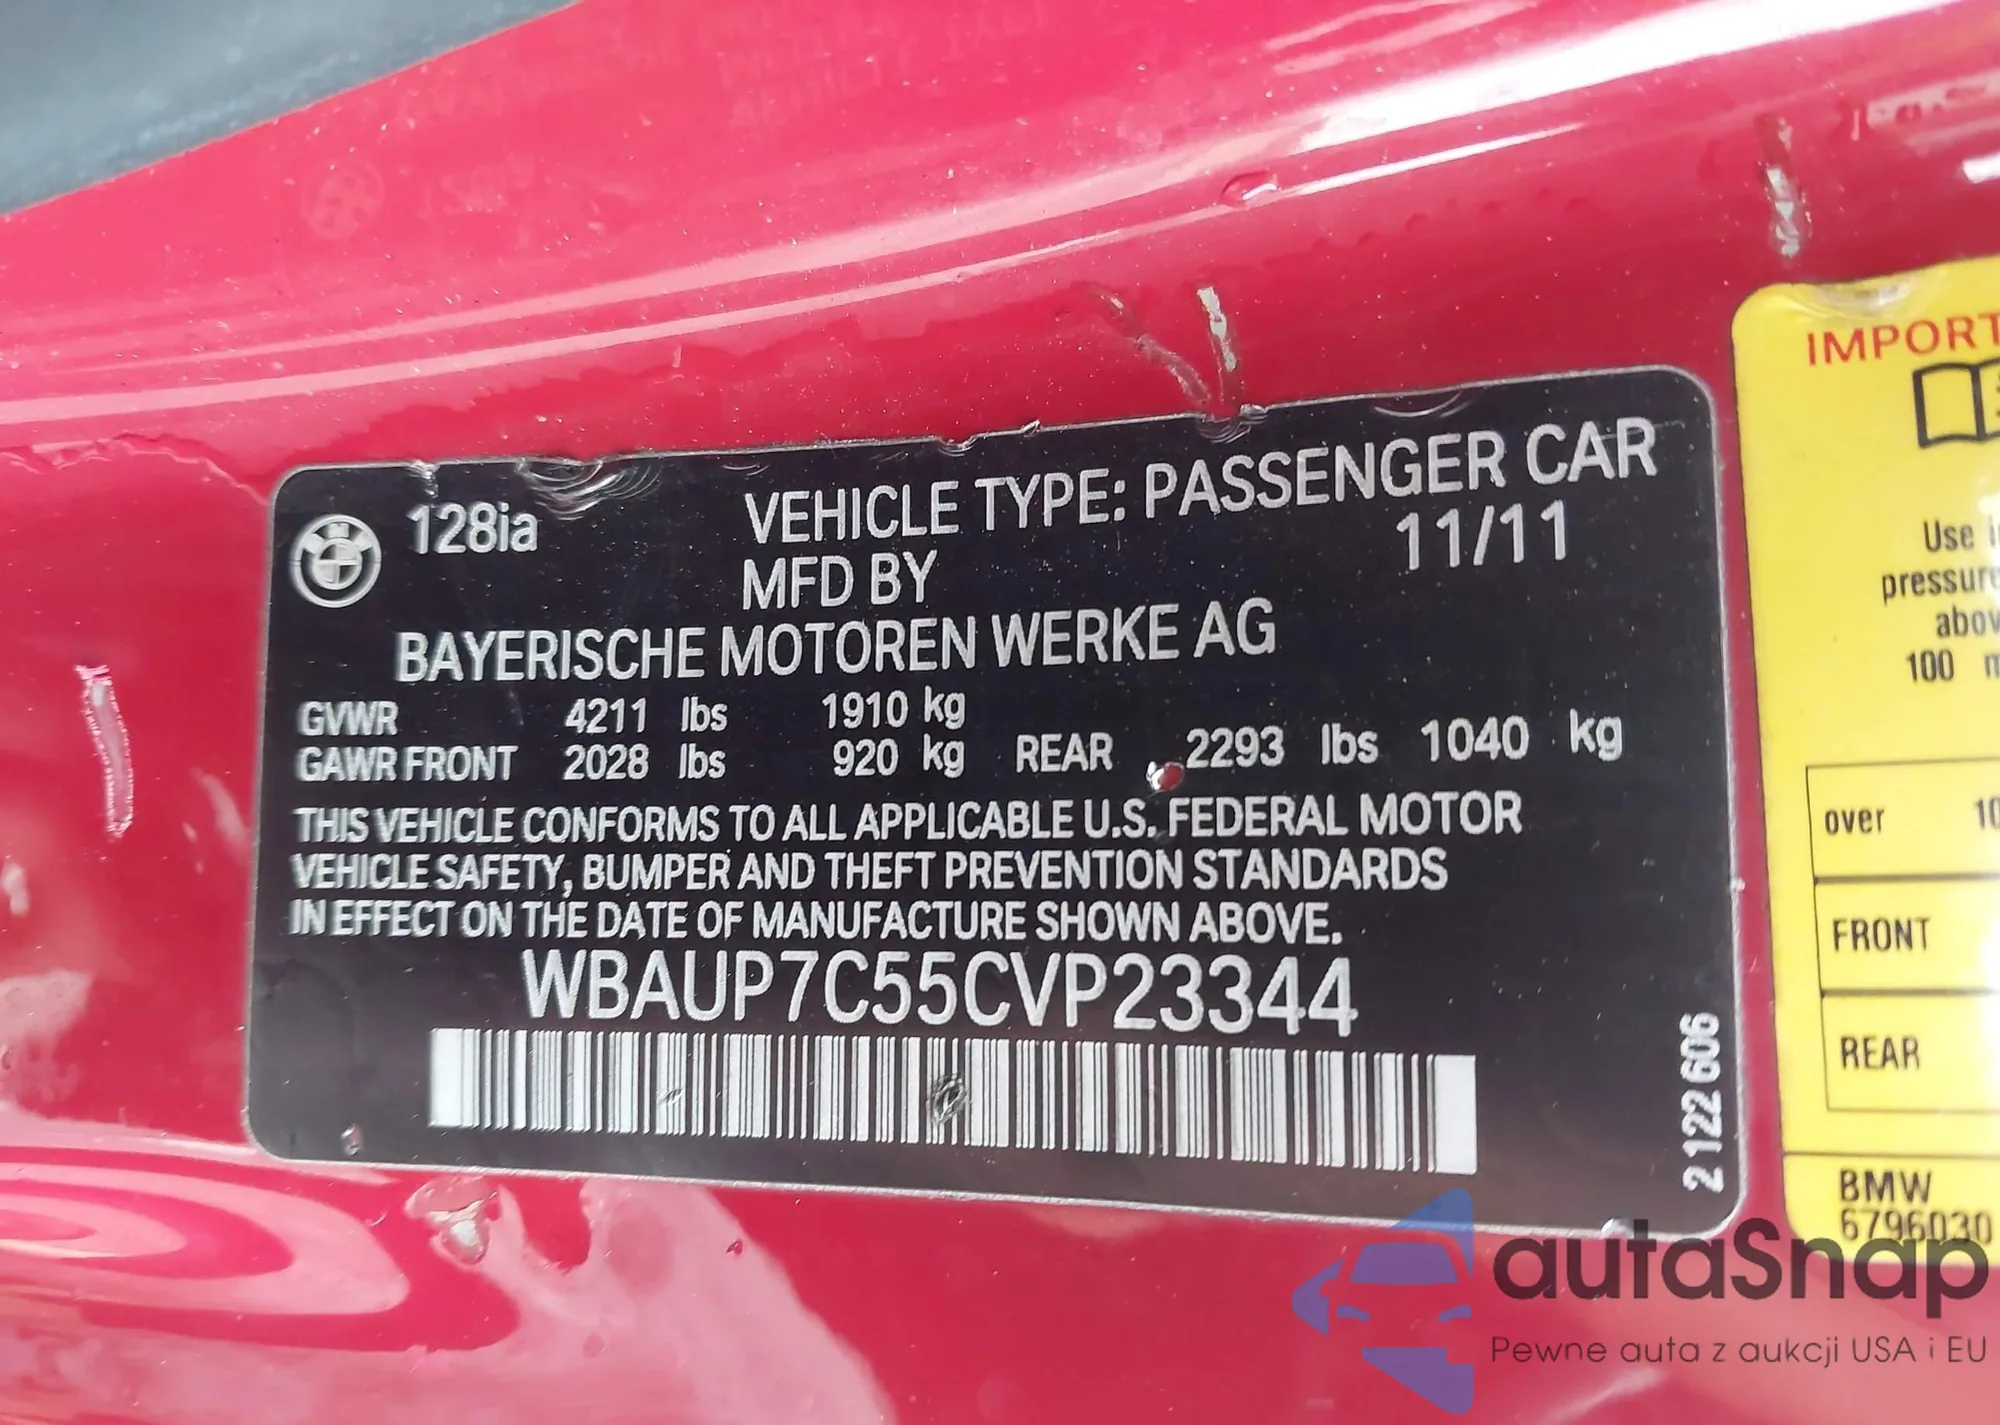 128ia
VEHICLE TYPE: PASSENGER CAR
MFD BY
11/11
BAYERISCHE MOTOREN WERKE AG
GVWR 4211 lbs 1910 kg
GAWR FRONT 2028 lbs 920 kg REAR 2293 lbs 1040 kg
THIS VEHICLE CONFORMS TO ALL APPLICABLE U.S. FEDERAL MOTOR
VEHICLE SAFETY, BUMPER AND THEFT PREVENTION STANDARDS
IN EFFECT ON THE DATE OF MANUFACTURE SHOWN ABOVE.
WBAUP7C55CVP23344
2 122 606
IMPORT
Use
pressure
abov
100
over 10
FRONT
REAR
BMW
6796030
autaSnap
Pewne auta z aukcji USA i EU